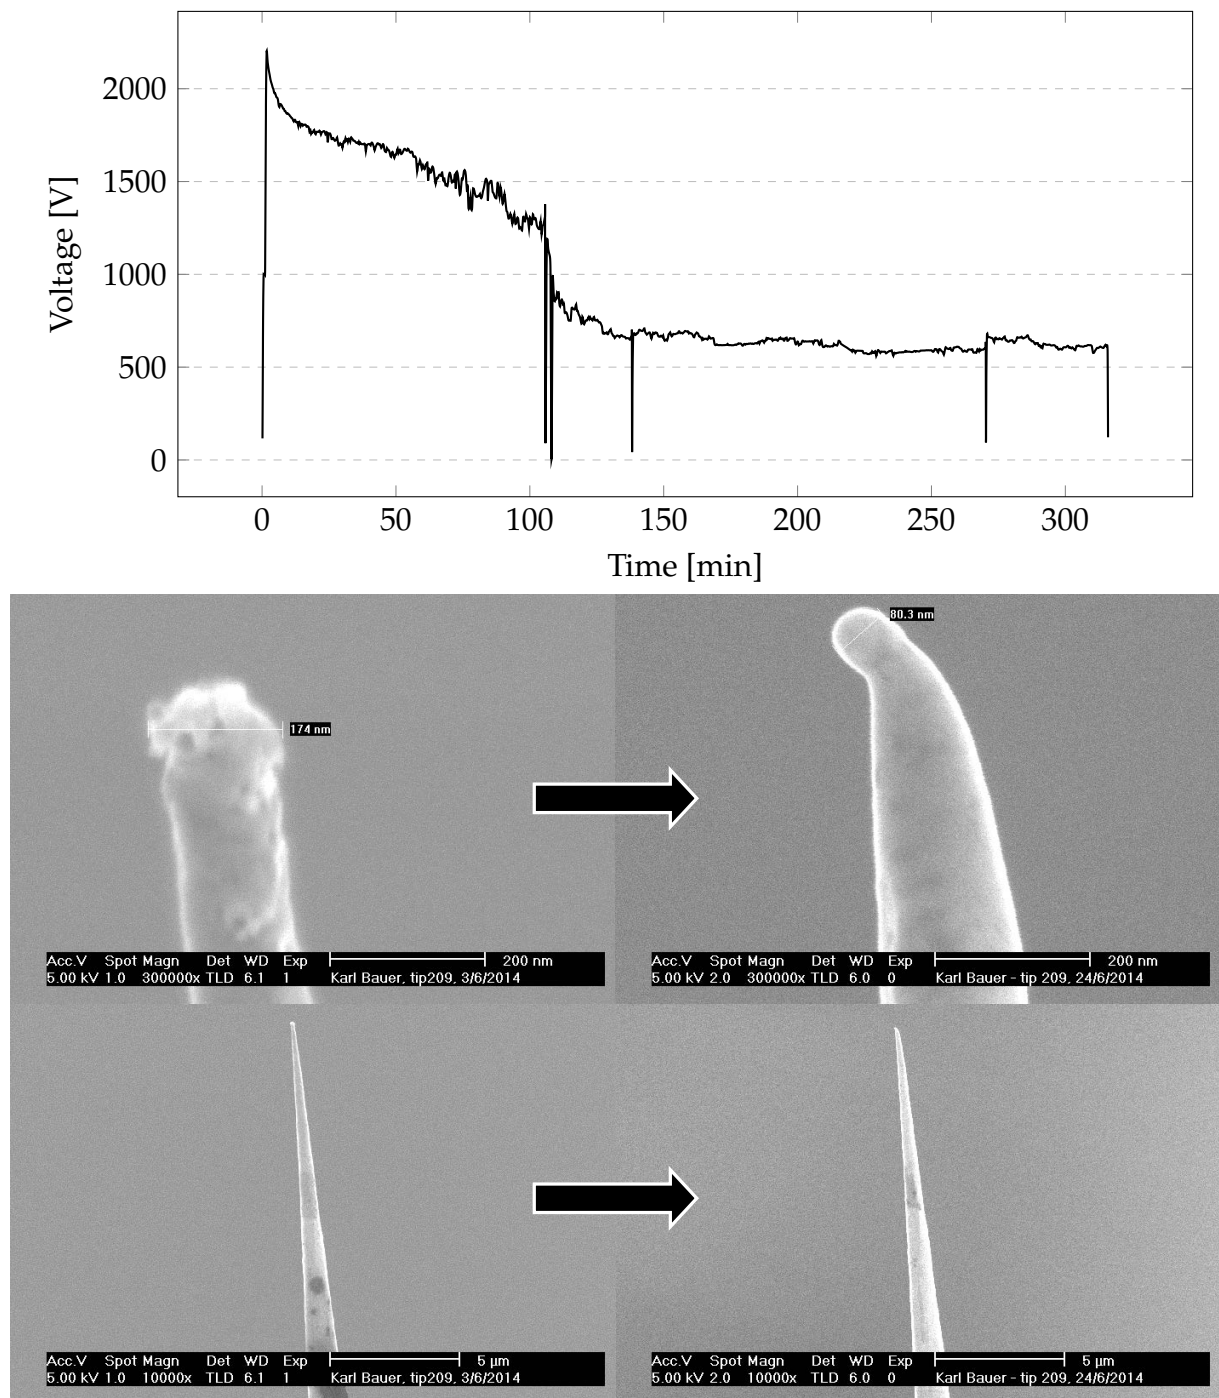 2000
1500
1000
500
0
Voltage [V]
0 50 100 150 200 250 300
Time [min]
174 nm
80.3 nm
Acc.V Spot Magn Det WD Exp 200 nm
5.00 kV 1.0 300000x TLD 6.1 1 Karl Bauer, tip209, 3/6/2014
Acc.V Spot Magn Det WD Exp 200 nm
5.00 kV 2.0 300000x TLD 6.0 0 Karl Bauer - tip 209, 24/6/2014
Acc.V Spot Magn Det WD Exp 5 µm
5.00 kV 1.0 10000x TLD 6.1 1 Karl Bauer, tip209, 3/6/2014
Acc.V Spot Magn Det WD Exp 5 µm
5.00 kV 2.0 10000x TLD 6.0 0 Karl Bauer - tip 209, 24/6/2014